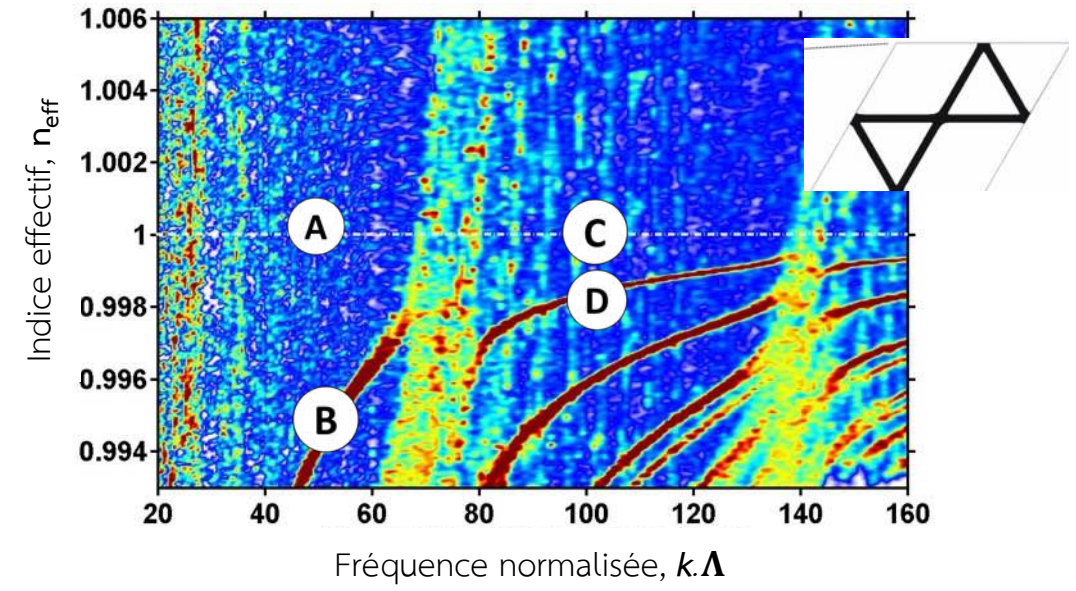 1.006
1.004
1.002
1
0.998
0.996
0.994
20 40 60 80 100 120 140 160
Indice effectif, neff
Fréquence normalisée, k.Λ
A
B
C
D